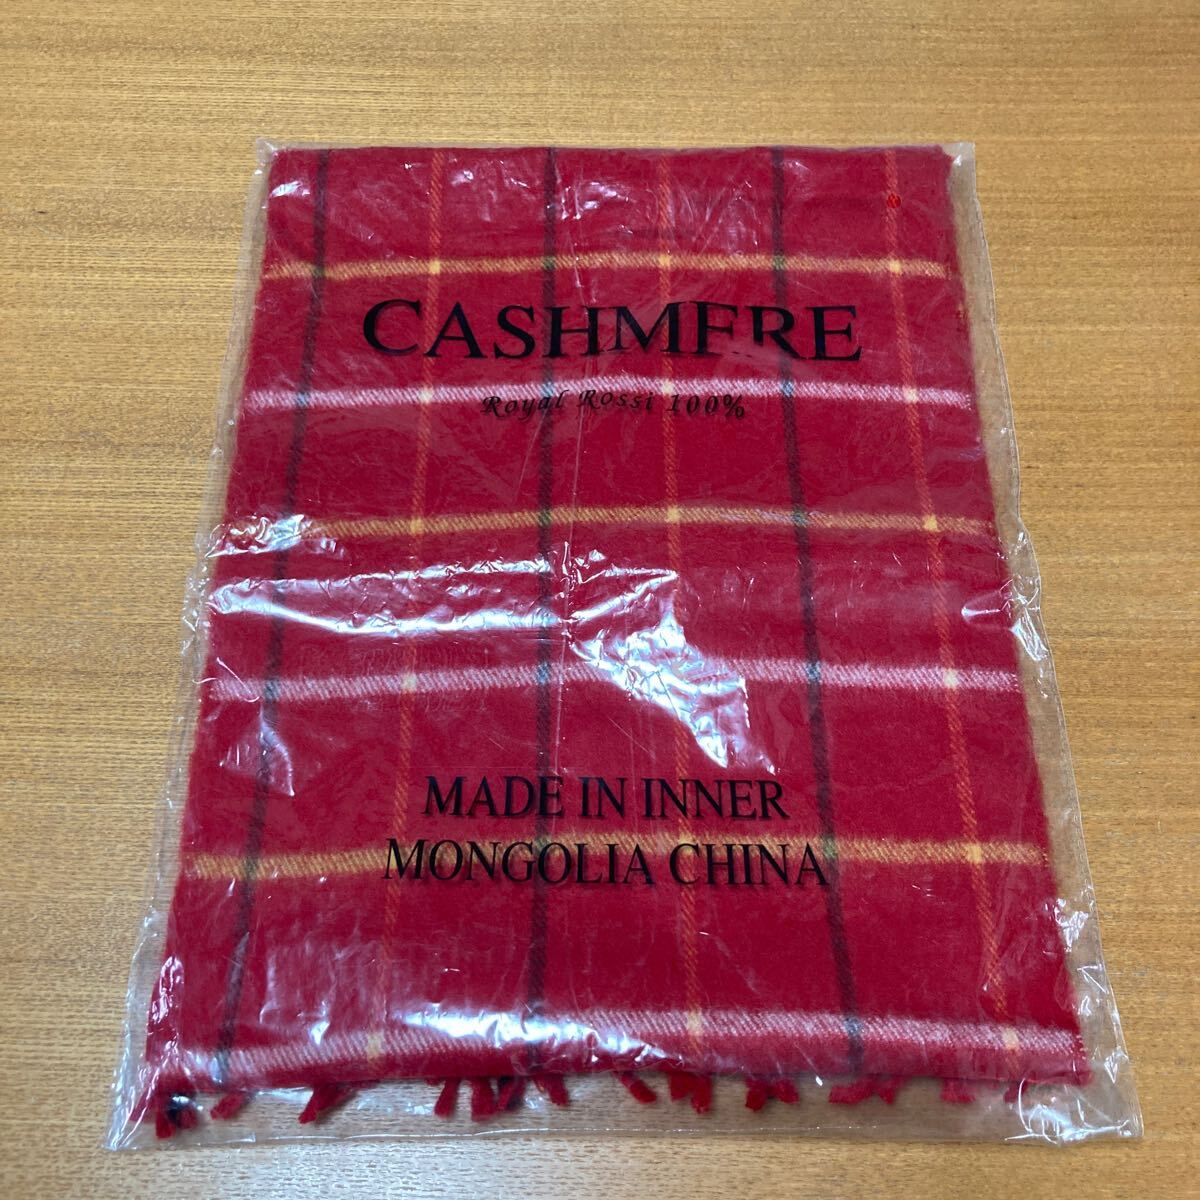 CASHMFRE
Royal Rossi 100%
MADE IN INNER
MONGOLIA CHINA